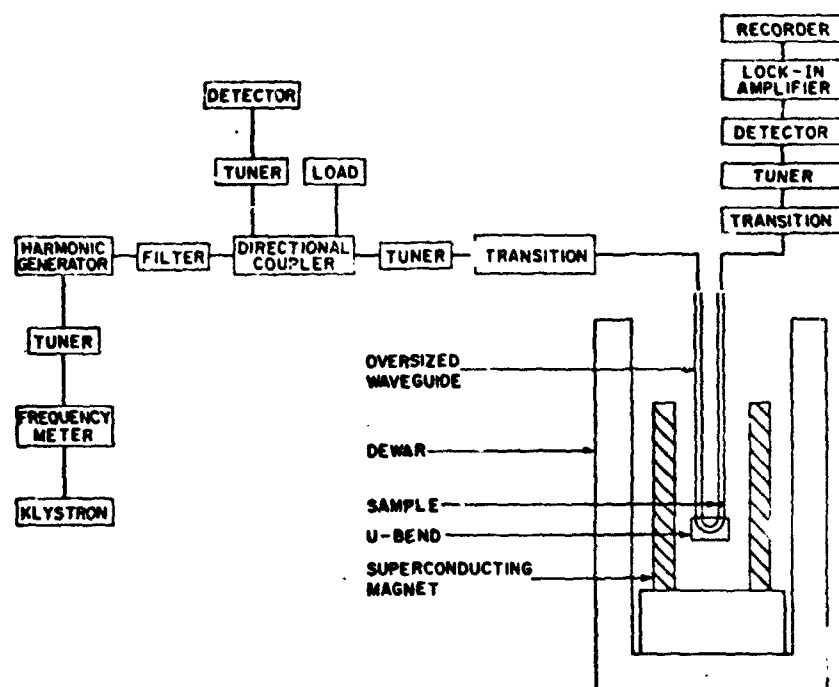 RECORDER
LOCK-IN
AMPLIFIER
DETECTOR
TUNER
TRANSITION
DETECTOR
TUNER
LOAD
HARMONIC
GENERATOR
FILTER
DIRECTIONAL
COUPLER
TUNER
TRANSITION
TUNER
FREQUENCY
METER
KLYSTRON
OVERSIZED
WAVEGUIDE
DEWAR
SAMPLE
U-BEND
SUPERCONDUCTING
MAGNET